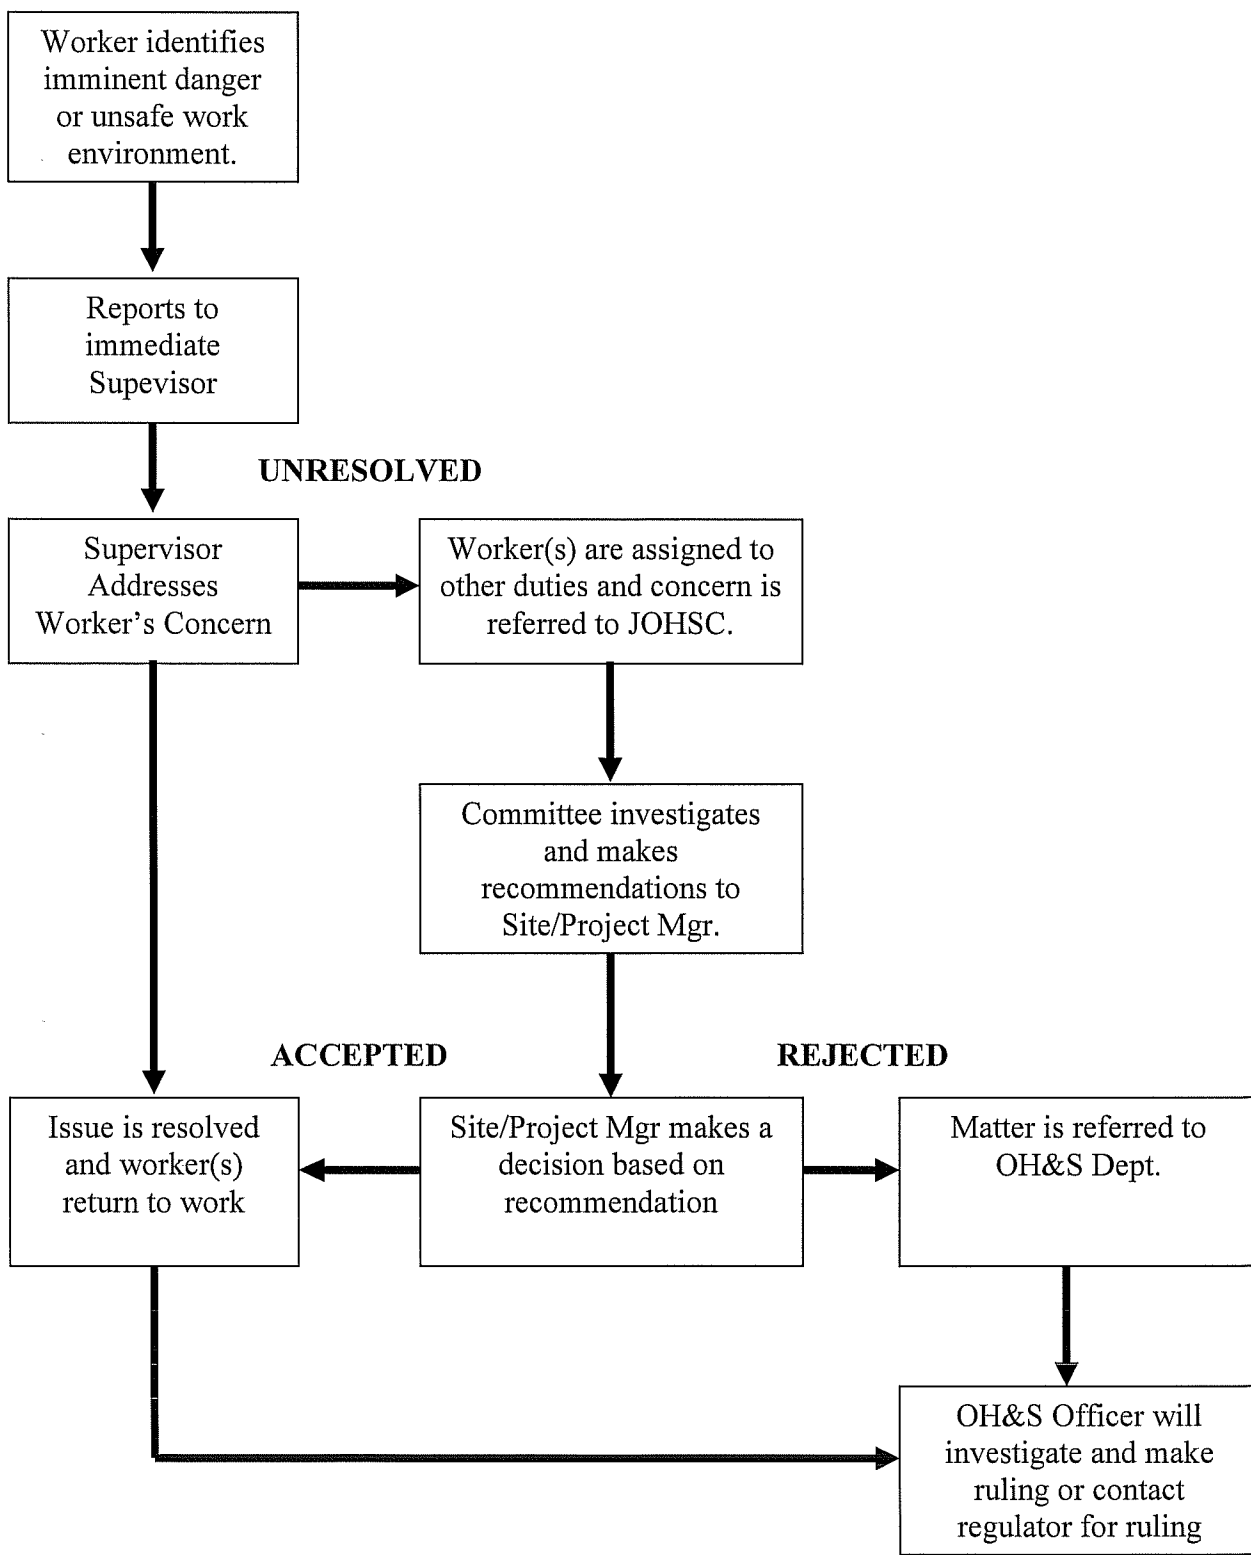 Worker identifies
imminent danger
or unsafe work
environment.
Reports to
immediate
Supevisor
UNRESOLVED
Supervisor
Addresses
Worker’s Concern
Worker(s) are assigned to
other duties and concern is
referred to JOHSC.
Committee investigates
and makes
recommendations to
Site/Project Mgr.
ACCEPTED
REJECTED
Issue is resolved
and worker(s)
return to work
Site/Project Mgr makes a
decision based on
recommendation
Matter is referred to
OH&S Dept.
OH&S Officer will
investigate and make
ruling or contact
regulator for ruling